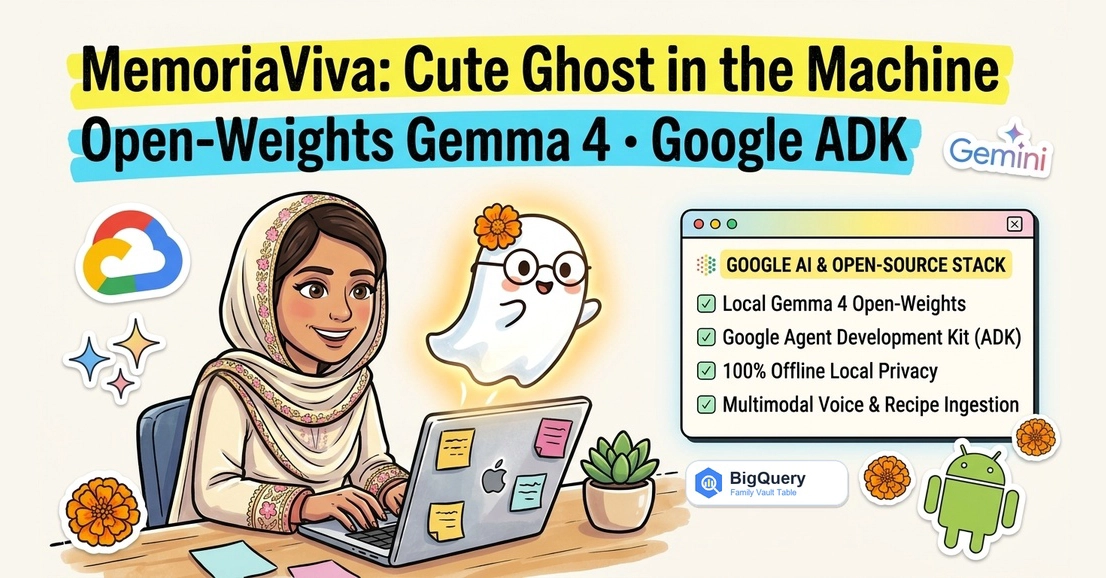 MemoriaViva: Cute Ghost in the Machine
Open-Weights Gemma 4 • Google ADK
Gemini
GOOGLE AI & OPEN-SOURCE STACK
Local Gemma 4 Open-Weights
Google Agent Development Kit (ADK)
100% Offline Local Privacy
Multimodal Voice & Recipe Ingestion
BigQuery
Family Vault Table